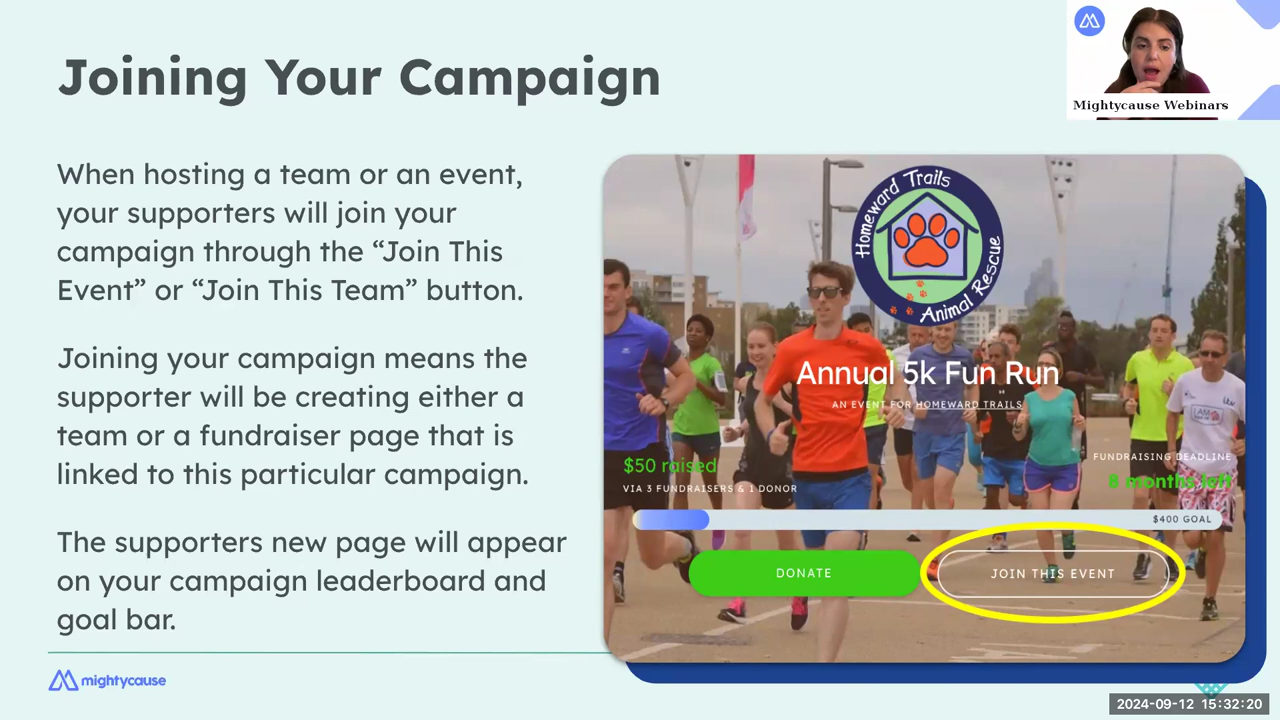 Joining Your Campaign
Mightycause Webinars
When hosting a team or an event,
your supporters will join your
campaign through the “Join This
Event” or “Join This Team” button.
Joining your campaign means the
supporter will be creating either a
team or a fundraiser page that is
linked to this particular campaign.
The supporters new page will appear
on your campaign leaderboard and
goal bar.
Homeward Trails
Animal Rescue
Annual 5k Fun Run
AN EVENT FOR HOMEWARD TRAILS
$50 raised
VIA 3 FUNDRAISERS & 1 DONOR
FUNDRAISING DEADLINE
8 months left
$400 GOAL
DONATE
JOIN THIS EVENT
mightycause
2024-09-12 15:32:20